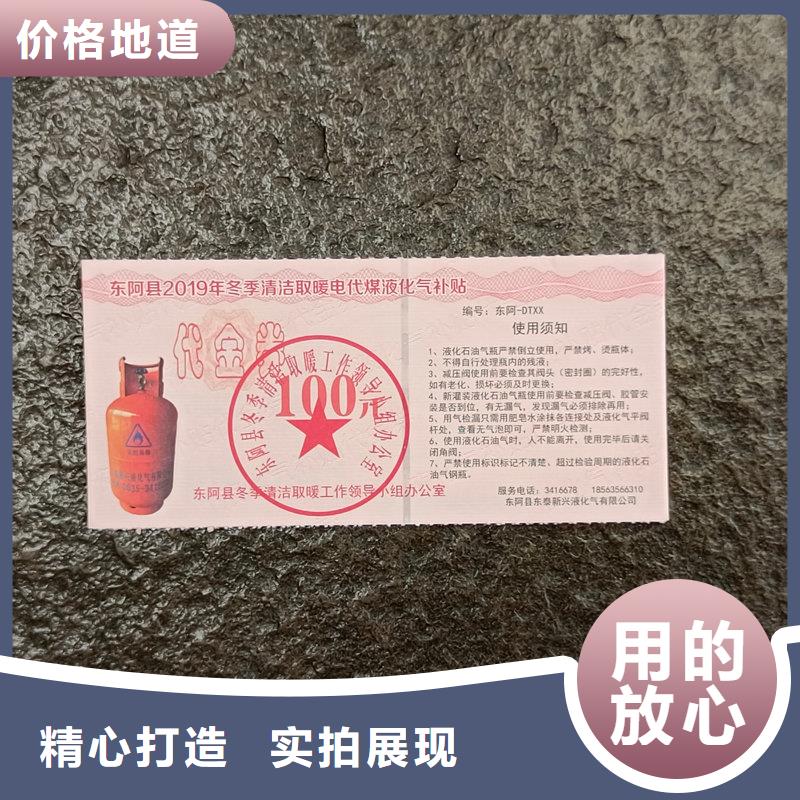 价格地道
东阿县2019年冬季清洁取暖电代煤液化气补贴
代金券
100元
东阿县冬季清洁取暖工作领导小组办公室
东阿县冬季清洁取暖工作领导小组办公室
编号：东阿-DTXX
使用须知
1、液化石油气瓶严禁倒立使用，严禁烤、烫瓶体；
2、不得自行处理瓶内的残液；
3、减压阀使用前要检查其阀头（密封圈）的完好性，
如有老化、损坏必须及时更换；
4、新灌装液化石油气瓶使用前要检查减压阀、胶管安
装是否到位，有无漏气，发现漏气必须排除再用；
5、用气检漏只需用肥皂水涂抹各连接处及液化气平阀
杆处，查看无气泡即可，严禁明火检测；
6、使用液化石油气时，人不能离开，使用完毕后请关
闭角阀；
7、严禁使用标识标记不清楚、超过检验周期的液化石
油气钢瓶。
服务电话：3416678 18563566310
东阿县东泰新兴液化气有限公司
用的
放心
精心打造 实拍展现